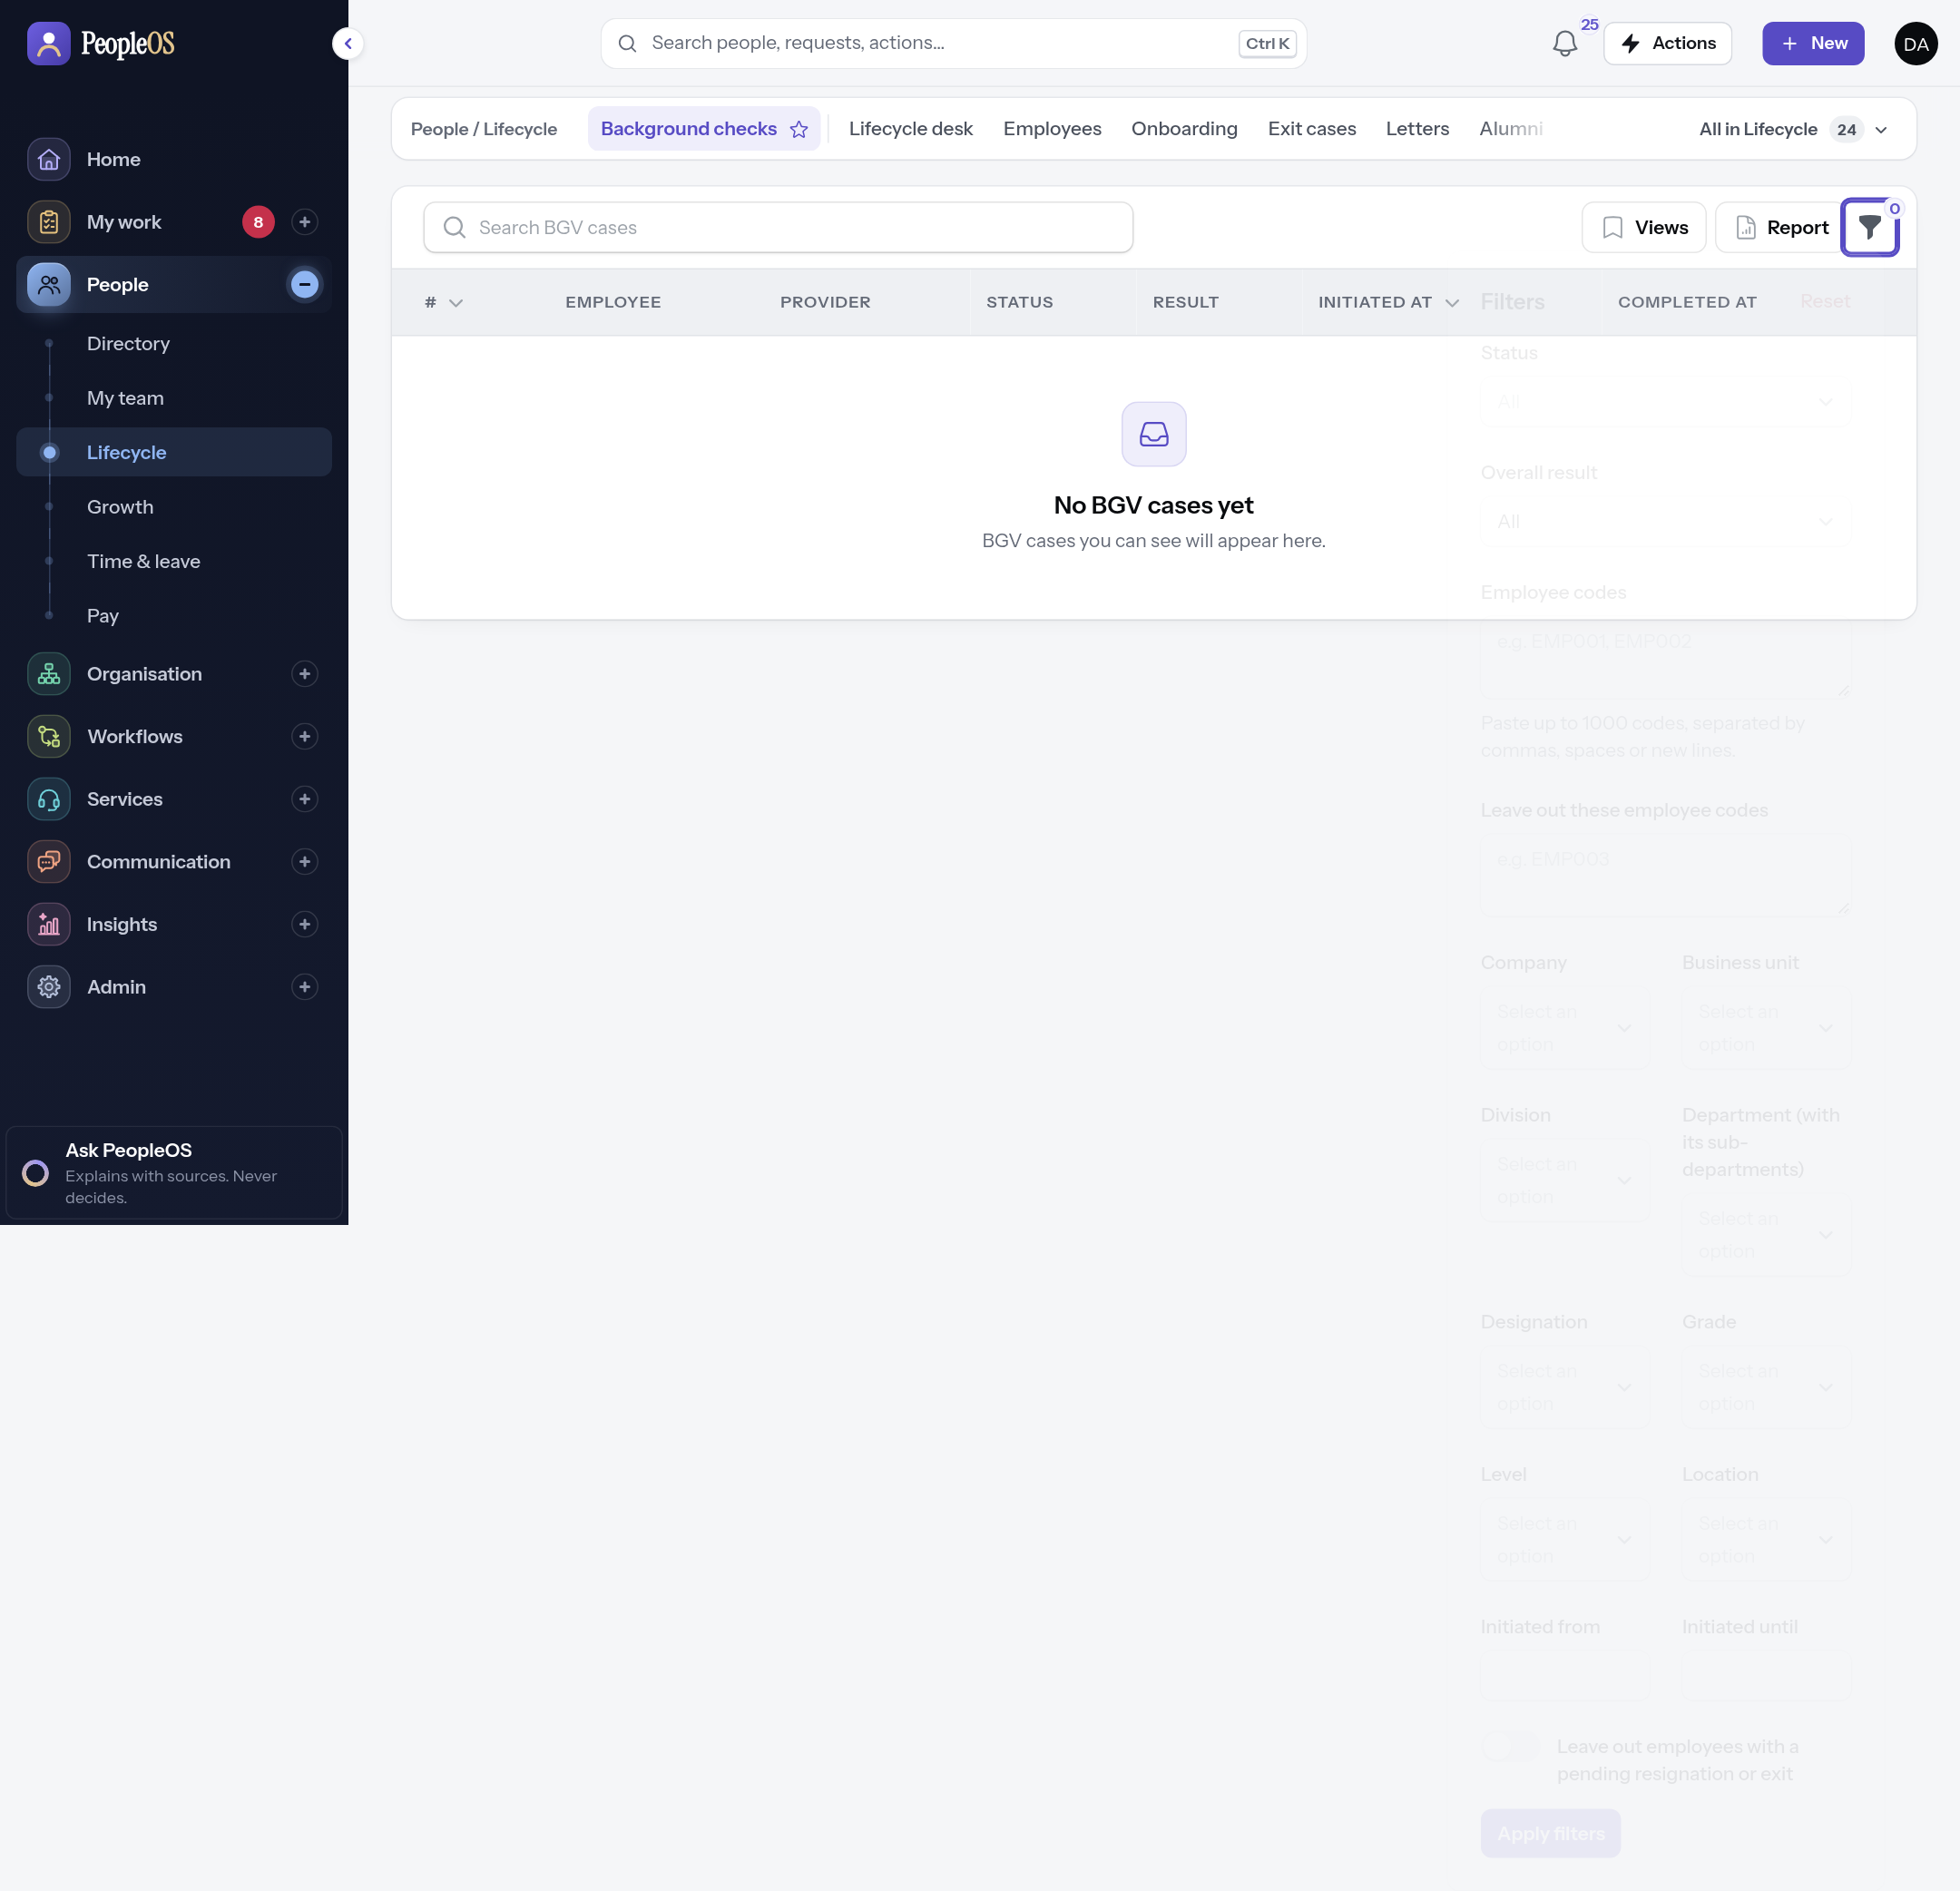 PeopleOS
Search people, requests, actions...
Ctrl K
25
Actions
New
DA
Home
My work
8
People
Directory
My team
Lifecycle
Growth
Time & leave
Pay
Organisation
Workflows
Services
Communication
Insights
Admin
Ask PeopleOS
Explains with sources. Never
decides.
People / Lifecycle
Background checks
Lifecycle desk
Employees
Onboarding
Exit cases
Letters
Alumni
All in Lifecycle
24
Search BGV cases
Views
Report
0
#
EMPLOYEE
PROVIDER
STATUS
RESULT
INITIATED AT
COMPLETED AT
No BGV cases yet
BGV cases you can see will appear here.
Filters
Reset
Status
All
Overall result
All
Employee codes
e.g. EMP001, EMP002
Paste up to 1000 codes, separated by
commas, spaces or new lines.
Leave out these employee codes
e.g. EMP003
Company
Business unit
Select an
option
Select an
option
Division
Department (with
its sub-
departments)
Select an
option
Select an
option
Designation
Grade
Select an
option
Select an
option
Level
Location
Select an
option
Select an
option
Initiated from
Initiated until
Leave out employees with a
pending resignation or exit
Apply filters